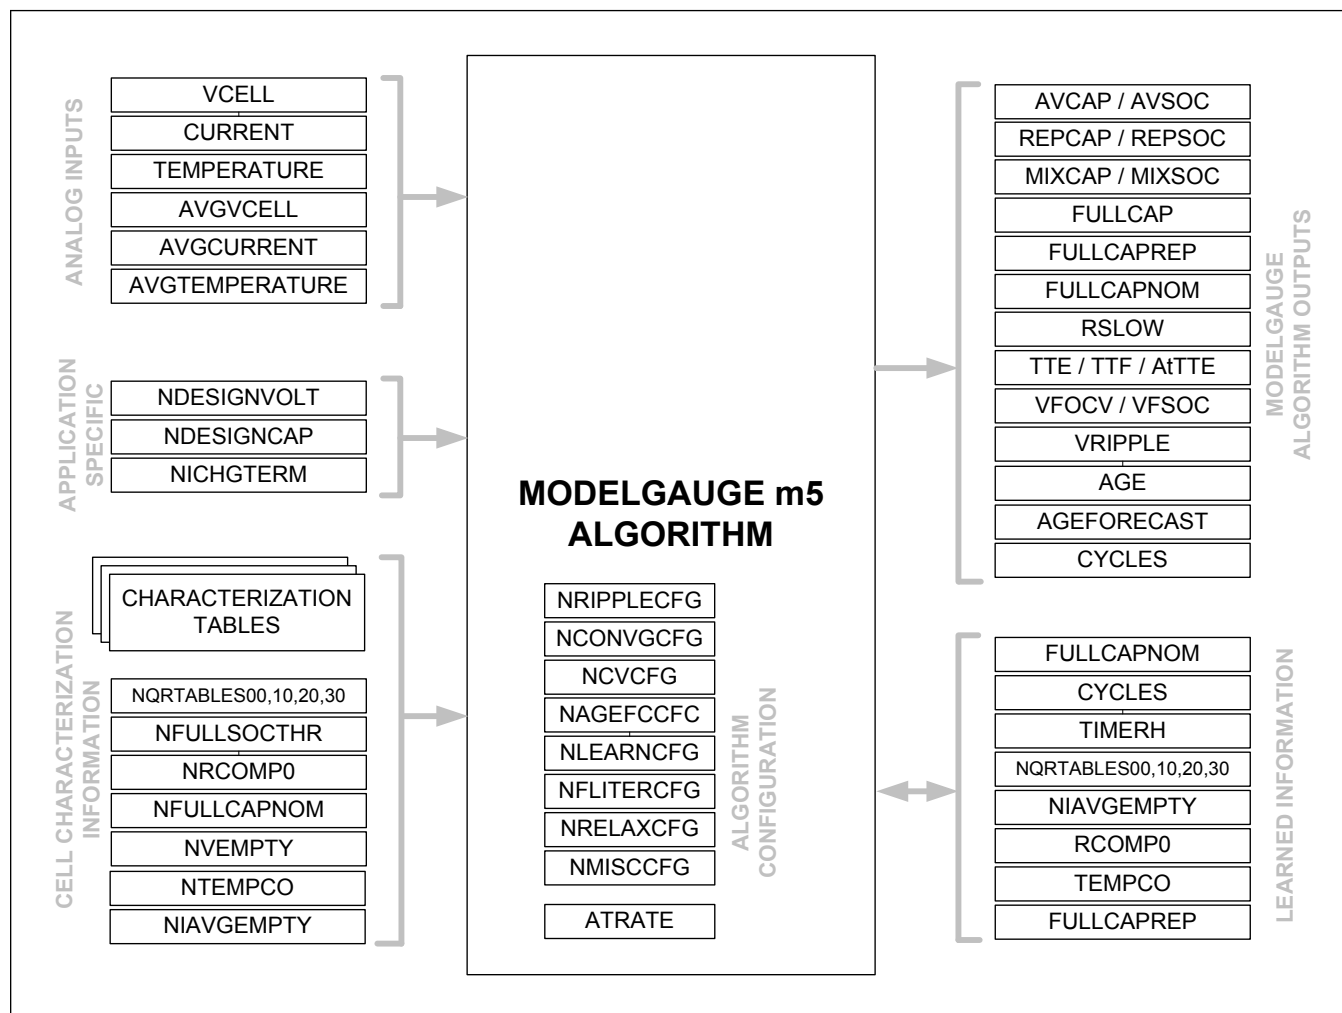 ANALOG INPUTS
VCELL
CURRENT
TEMPERATURE
AVGVCELL
AVGCURRENT
AVGTEMPERATURE
APPLICATION
SPECIFIC
NDESIGNVOLT
NDESIGNCAP
NICHGTERM
CELL CHARACTERIZATION
INFORMATION
CHARACTERIZATION
TABLES
NQRTABLES00,10,20,30
NFULLSOCTHR
NRCOMP0
NFULLCAPNOM
NVEMPTY
NTEMPCO
NIAVGEMPTY
MODELGAUGE m5
ALGORITHM
NRIPPLECFG
NCONVGCFG
NCVCFG
NAGEFCCFC
NLEARNCFG
NFLITERCFG
NRELAXCFG
NMISCCFG
ATRATE
ALGORITHM
CONFIGURATION
AVCAP / AVSOC
REPCAP / REPSOC
MIXCAP / MIXSOC
FULLCAP
FULLCAPREP
FULLCAPNOM
RSLOW
TTE / TTF / AtTTE
VFOCV / VFSOC
VRIPPLE
AGE
AGEFORECAST
CYCLES
MODELGAUGE
ALGORITHM OUTPUTS
FULLCAPNOM
CYCLES
TIMERH
NQRTABLES00,10,20,30
NIAVGEMPTY
RCOMP0
TEMPCO
FULLCAPREP
LEARNED INFORMATION